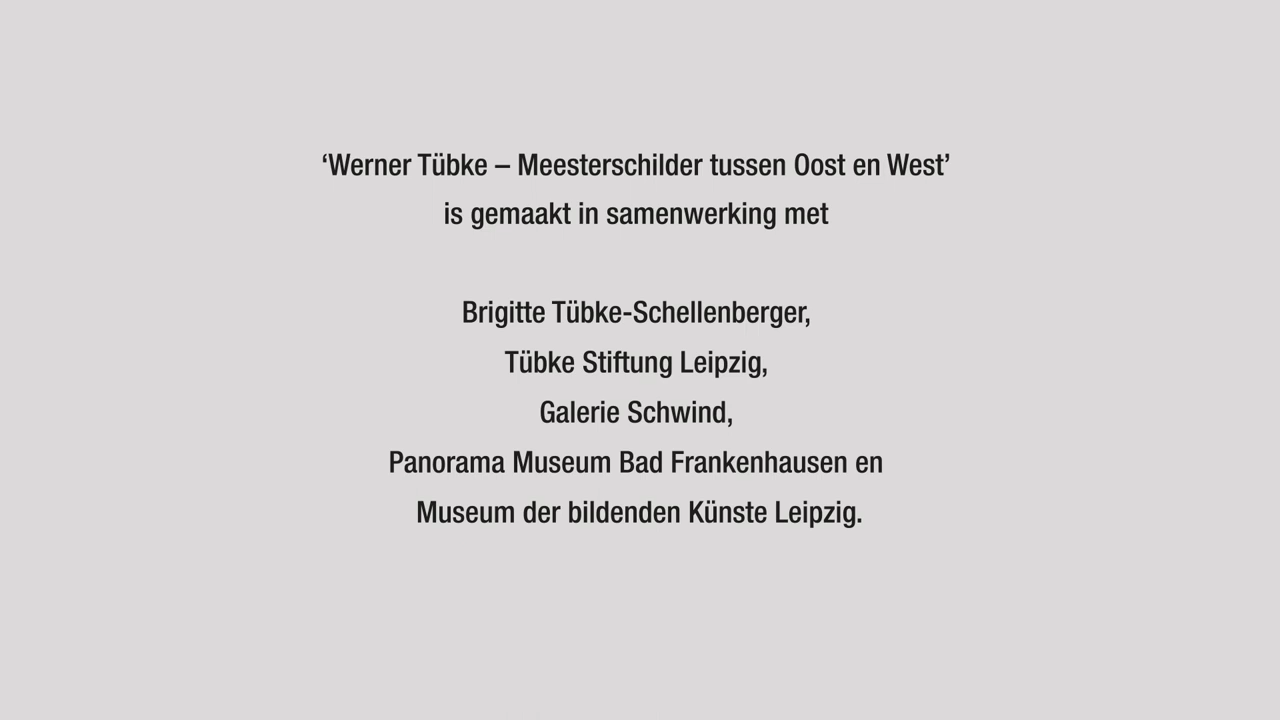 ‘Werner Tübke – Meesterschilder tussen Oost en West’
is gemaakt in samenwerking met
Brigitte Tübke-Schellenberger,
Tübke Stiftung Leipzig,
Galerie Schwind,
Panorama Museum Bad Frankenhausen en
Museum der bildenden Künste Leipzig.